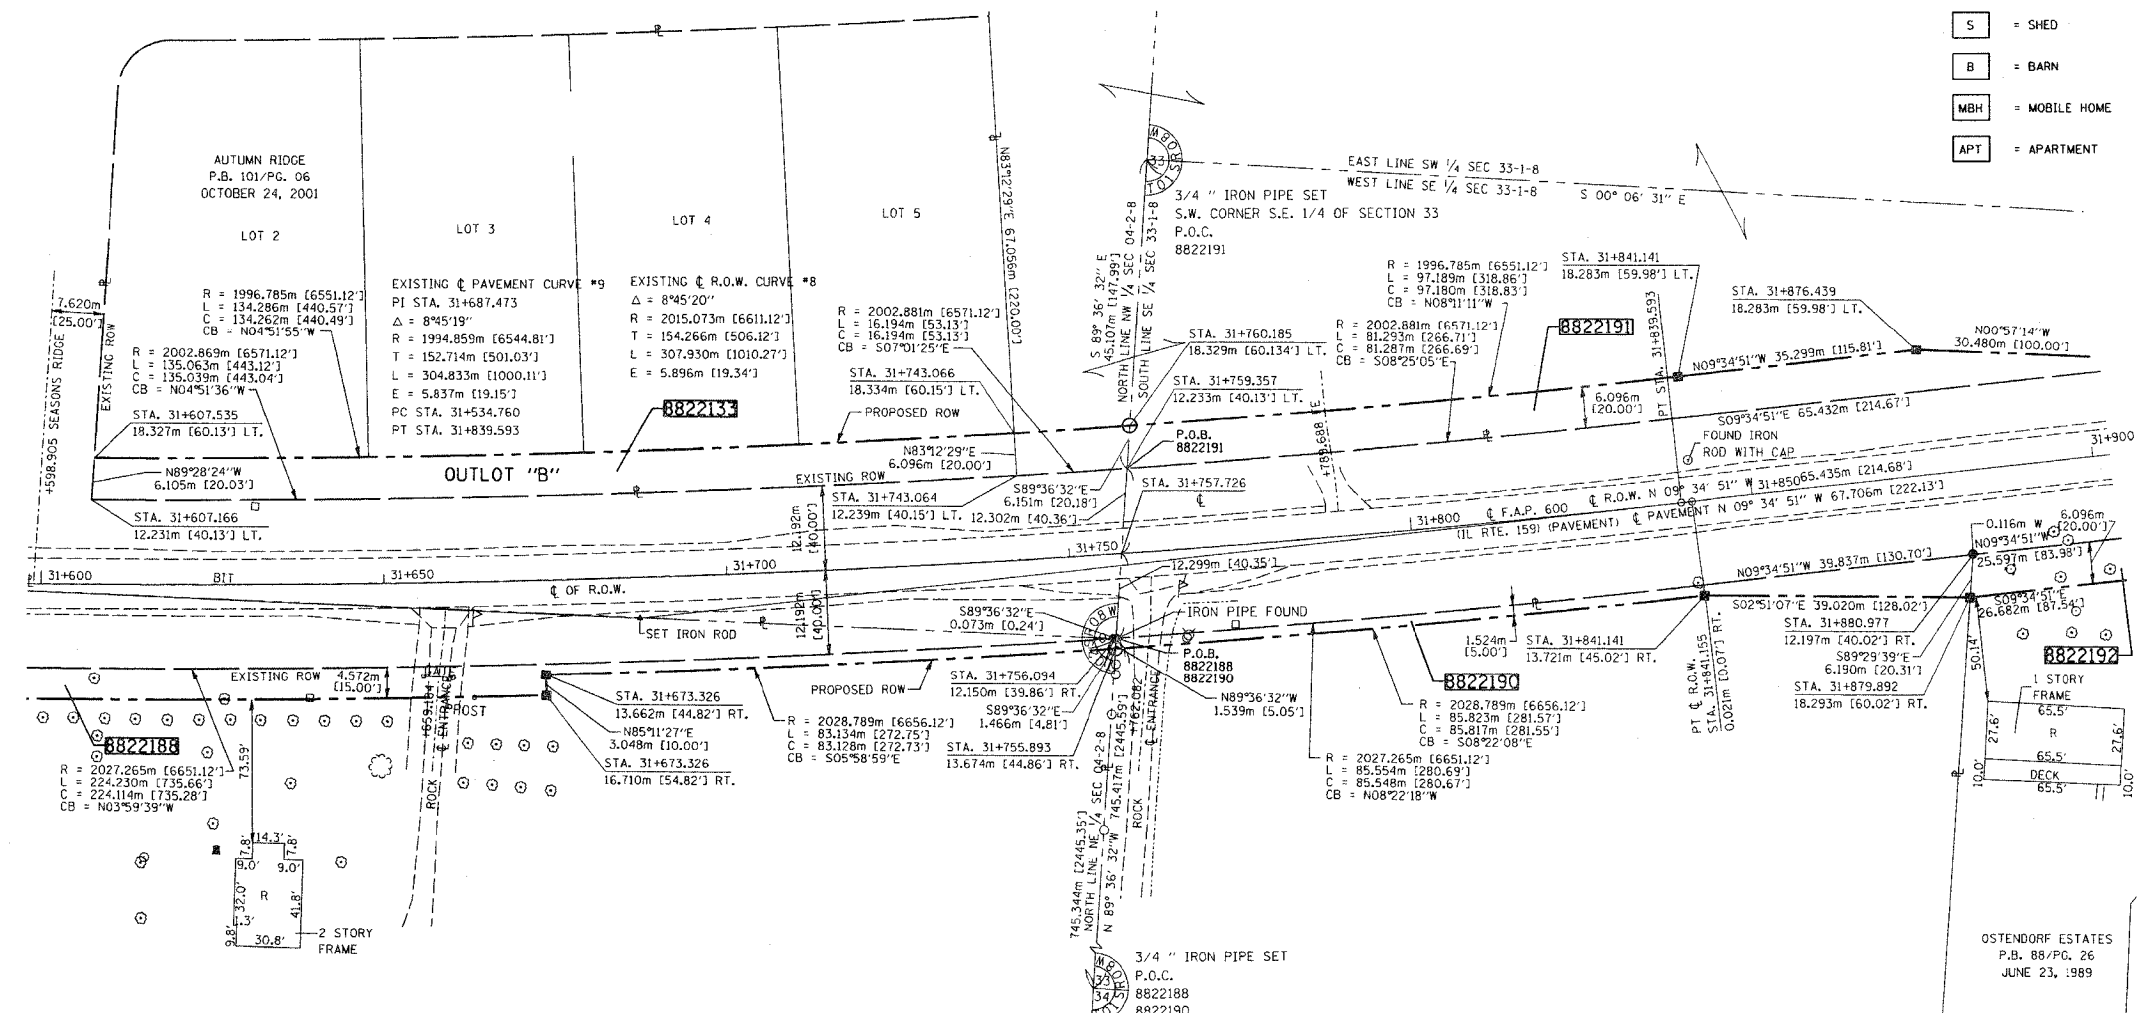 S = SHED
B = BARN
MBH = MOBILE HOME
APT = APARTMENT
AUTUMN RIDGE
P.B. 101/PG. 06
OCTOBER 24, 2001
LOT 2
LOT 3
LOT 4
LOT 5
N83°12'29"E 67.056m [220.00']
7.620m
[25.00']
+598.905 SEASONS RIDGE
EXISTING ROW
R = 1996.785m [6551.12']
L = 134.286m [440.57']
C = 134.262m [440.49']
CB = N04°51'55"W
R = 2002.869m [6571.12']
L = 135.063m [443.12']
C = 135.039m [443.04']
CB = N04°51'36"W
STA. 31+607.535
18.327m [60.13'] LT.
N89°28'24"W
6.105m [20.03']
STA. 31+607.166
12.231m [40.13'] LT.
EXISTING ℄ PAVEMENT CURVE #9
PI STA. 31+687.473
Δ = 8°45'19"
R = 1994.859m [6544.81']
T = 152.714m [501.03']
L = 304.833m [1000.11']
E = 5.837m [19.15']
PC STA. 31+534.760
PT STA. 31+839.593
EXISTING ℄ R.O.W. CURVE #8
Δ = 8°45'20"
R = 2015.073m [6611.12']
T = 154.266m [506.12']
L = 307.930m [1010.27']
E = 5.896m [19.34']
8822133
OUTLOT "B"
R = 2002.881m [6571.12']
L = 16.194m [53.13']
C = 16.194m [53.13']
CB = S07°01'25"E
STA. 31+743.066
18.334m [60.15'] LT.
PROPOSED ROW
N83°12'29"E
6.096m [20.00']
EXISTING ROW
STA. 31+743.064
12.239m [40.15'] LT.
12.192m
[40.00']
12.192m
[40.00']
33
3/4 " IRON PIPE SET
S.W. CORNER S.E. 1/4 OF SECTION 33
P.O.C.
8822191
EAST LINE SW 1/4 SEC 33-1-8
WEST LINE SE 1/4 SEC 33-1-8
S 00° 06' 31" E
S 89° 36' 32" E
45.107m [147.99']
NORTH LINE NW 1/4 SEC 04-2-8
SOUTH LINE SE 1/4 SEC 33-1-8
STA. 31+760.185
18.329m [60.134'] LT.
STA. 31+759.357
12.233m [40.13'] LT.
P.O.B.
8822191
S89°36'32"E
6.151m [20.18']
12.302m [40.36']
STA. 31+757.726
℄
R = 1996.785m [6551.12']
L = 97.189m [318.86']
C = 97.180m [318.83']
CB = N08°11'11"W
R = 2002.881m [6571.12']
L = 81.293m [266.71']
C = 81.287m [266.69']
CB = S08°25'05"E
8822191
STA. 31+841.141
18.283m [59.98'] LT.
PT STA. 31+839.593
STA. 31+876.439
18.283m [59.98'] LT.
N00°57'14"W
30.480m [100.00']
N09°34'51"W 35.299m [115.81']
6.096m
[20.00']
S09°34'51"E 65.432m [214.67']
FOUND IRON
ROD WITH CAP
+789.688 FE
31+900
℄ R.O.W. N 09° 34' 51" W 65.435m [214.68']
31+850
31+800
℄ F.A.P. 600
(IL RTE. 159) (PAVEMENT) ℄ PAVEMENT N 09° 34' 51" W 67.706m [222.13']
31+600
BIT
31+650
31+700
31+750
℄ OF R.O.W.
12.299m [40.35']
SET IRON ROD
S89°36'32"E
0.073m [0.24']
IRON PIPE FOUND
P.O.B.
8822188
8822190
N89°36'32"W
1.539m [5.05']
N09°34'51"W 39.837m [130.70']
0.116m W
N09°34'51"W
25.597m [83.98']
6.096m
[20.00']
S02°51'07"E 39.020m [128.02']
S09°34'51"E
26.682m [87.54']
1.524m
[5.00']
STA. 31+841.141
13.721m [45.02'] RT.
STA. 31+880.977
12.197m [40.02'] RT.
S89°29'39"E
6.190m [20.31']
STA. 31+879.892
18.293m [60.02'] RT.
PT ℄ R.O.W.
STA. 31+841.155
0.021m [0.07'] RT.
50.14'
8822192
1 STORY
FRAME
65.5'
27.6'
R
27.6'
65.5'
DECK
65.5'
10.0'
10.0'
EXISTING ROW
4.572m
[15.00']
+659.184
℄ ENTRANCE
POST
ROCK
8822188
R = 2027.265m [6651.12']
L = 224.230m [735.66']
C = 224.114m [735.28']
CB = N03°59'39"W
73.59'
14.3'
7.8'
7.8'
9.0'
9.0'
32.0'
R
41.8'
1.3'
9.8'
30.8'
2 STORY
FRAME
STA. 31+673.326
13.662m [44.82'] RT.
N85°11'27"E
3.048m [10.00']
STA. 31+673.326
16.710m [54.82'] RT.
R = 2028.789m [6656.12']
L = 83.134m [272.75']
C = 83.128m [272.73']
CB = S05°58'59"E
PROPOSED ROW
STA. 31+756.094
12.150m [39.86'] RT.
S89°36'32"E
1.466m [4.81']
STA. 31+755.893
13.674m [44.86'] RT.
+762.082
℄ ENTRANCE
ROCK
745.344m [2445.35']
NORTH LINE NE 1/4 SEC 04-2-8
N 89° 36' 32"W 745.417m [2445.59']
8822190
R = 2028.789m [6656.12']
L = 85.823m [281.57']
C = 85.817m [281.55']
CB = S08°22'08"E
R = 2027.265m [6651.12']
L = 85.554m [280.69']
C = 85.548m [280.67']
CB = N08°22'18"W
33
34
3/4 " IRON PIPE SET
P.O.C.
8822188
8822190
OSTENDORF ESTATES
P.B. 88/PG. 26
JUNE 23, 1989